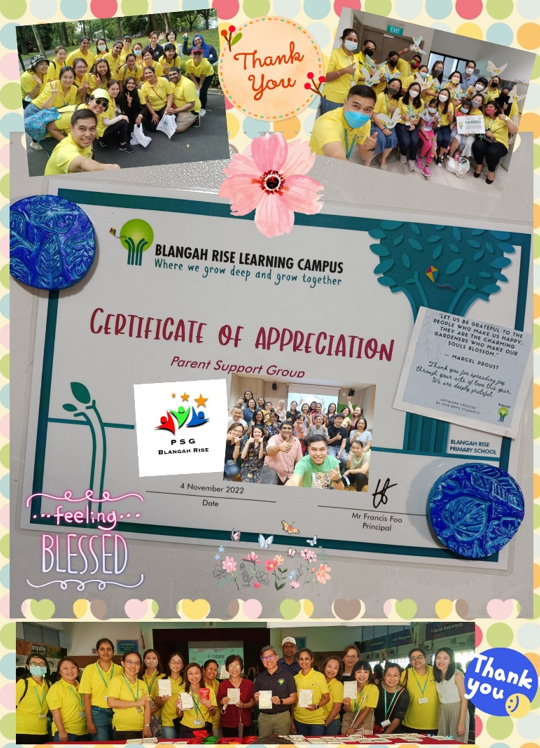 Thank
You
EXIT
BLANGAH RISE LEARNING CAMPUS
Where we grow deep and grow together
CERTIFICATE OF APPRECIATION
Parent Support Group
"LET US BE GRATEFUL TO THE
PEOPLE WHO MAKE US HAPPY;
THEY ARE THE CHARMING
GARDENERS WHO MAKE OUR
SOULS BLOSSOM."
— MARCEL PROUST
Thank you for spreading joy
through your acts of love this year.
We are deeply grateful.
PSG
BLANGAH RISE
BLANGAH RISE
PRIMARY SCHOOL
4 November 2022
Date
Mr Francis Foo
Principal
...feeling...
BLESSED
Thank
you